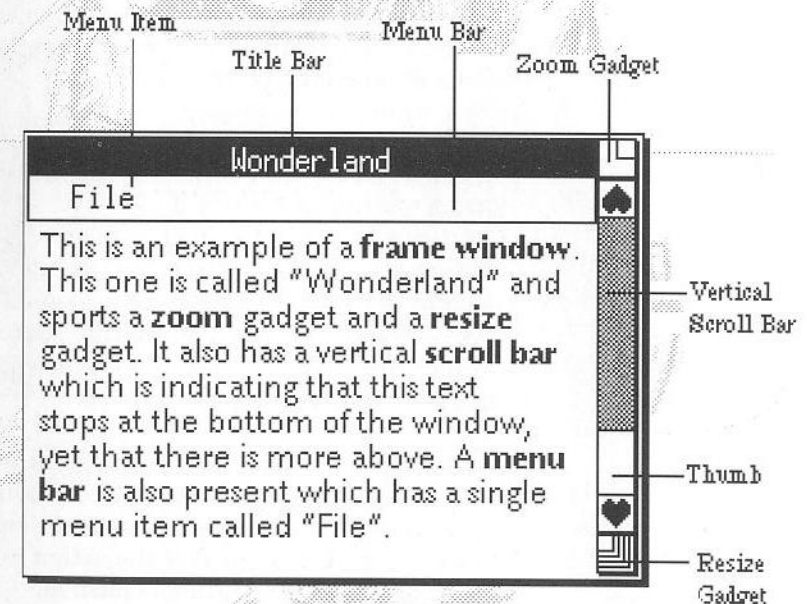 Menu Item
Menu Bar
Title Bar
Zoom Gadget
Wonderland
File
This is an example of a frame window.
This one is called "Wonderland" and
sports a zoom gadget and a resize
gadget. It also has a vertical scroll bar
which is indicating that this text
stops at the bottom of the window,
yet that there is more above. A menu
bar is also present which has a single
menu item called "File".
Vertical
Scroll Bar
Thumb
Resize
Gadget